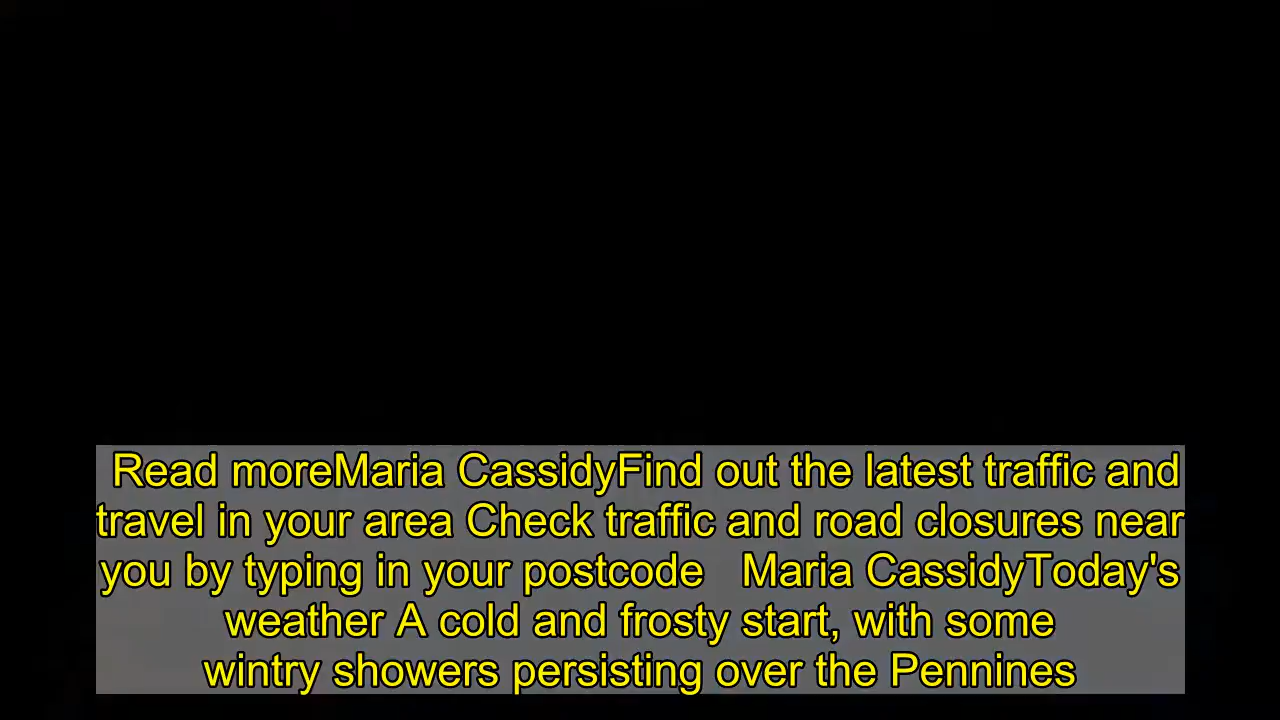 Read moreMaria CassidyFind out the latest traffic and
travel in your area Check traffic and road closures near
you by typing in your postcode   Maria CassidyToday's
weather A cold and frosty start, with some
wintry showers persisting over the Pennines